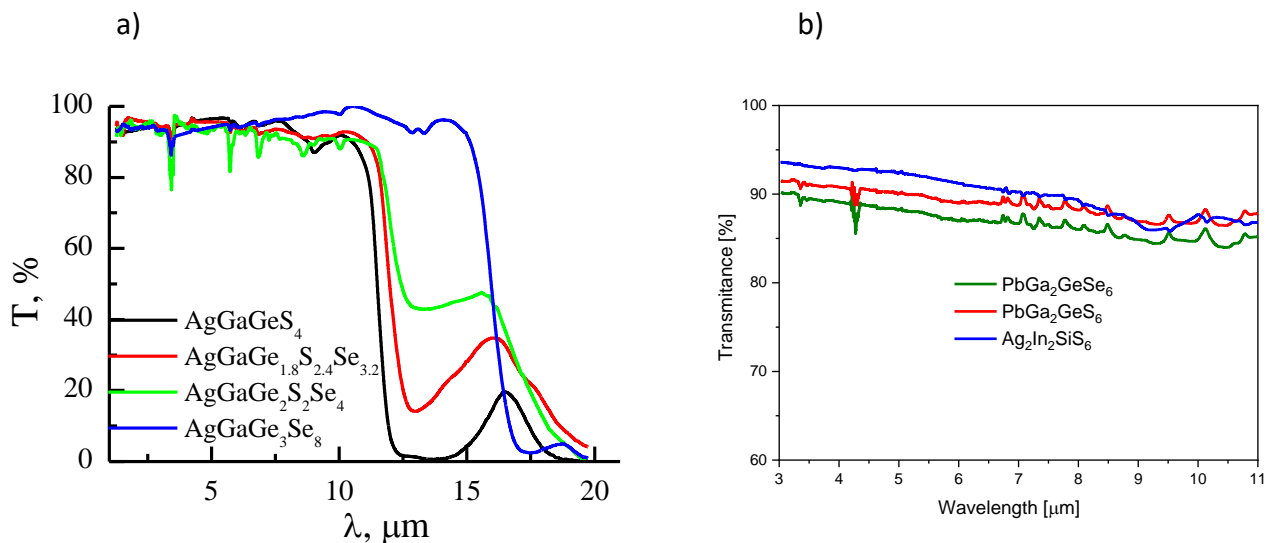 a)
b)
100
80
60
40
20
0
T, %
AgGaGeS₄
AgGaGe₁.₈S₂.₄Se₃.₂
AgGaGe₂S₂Se₄
AgGaGe₃Se₈
5
10
15
20
λ, μm
100
90
80
70
60
Transmitance [%]
PbGa₂GeSe₆
PbGa₂GeS₆
Ag₂In₂SiS₆
3
4
5
6
7
8
9
10
11
Wavelength [μm]